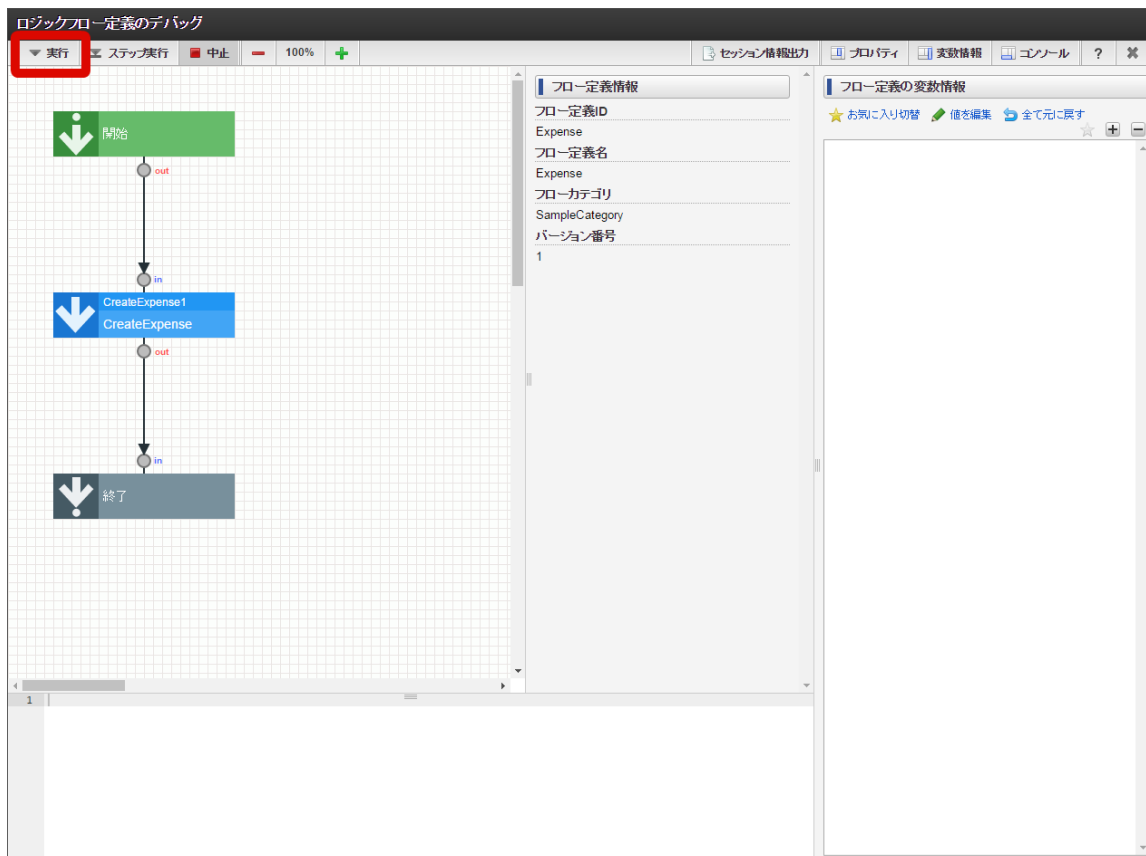 ロジックフロー定義のデバッグ
実行 ステップ実行 中止 100% セッション情報出力 プロパティ 変数情報 コンソール ?
開始
out
in
CreateExpense1
CreateExpense
out
in
終了
フロー定義情報
フロー定義ID
Expense
フロー定義名
Expense
フローカテゴリ
SampleCategory
バージョン番号
1
フロー定義の変数情報
お気に入り切替 値を編集 全て元に戻す
1